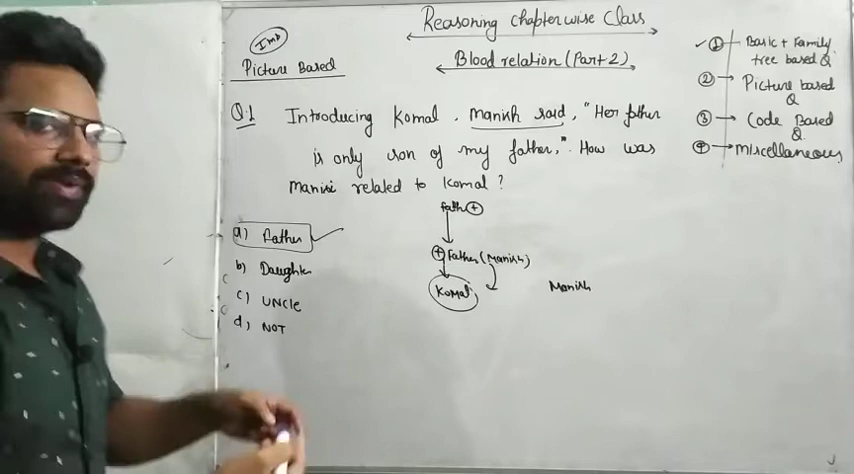 Reasoning Chapterwise Class
Blood relation (Part 2)
Imp
Picture Based
① Basic + Family
tree based Q
② → Picture based
Q
③ → Code Based
Q.
④ → miscellaneous
Q.1 Introducing Komal, Manish said, "Her father
is only son of my father,". How was
related to Komal?
a) Father
b) Daughter
c) UNCLE
d) NOT
fath +
+ Father (Manish)
Komal
Manish